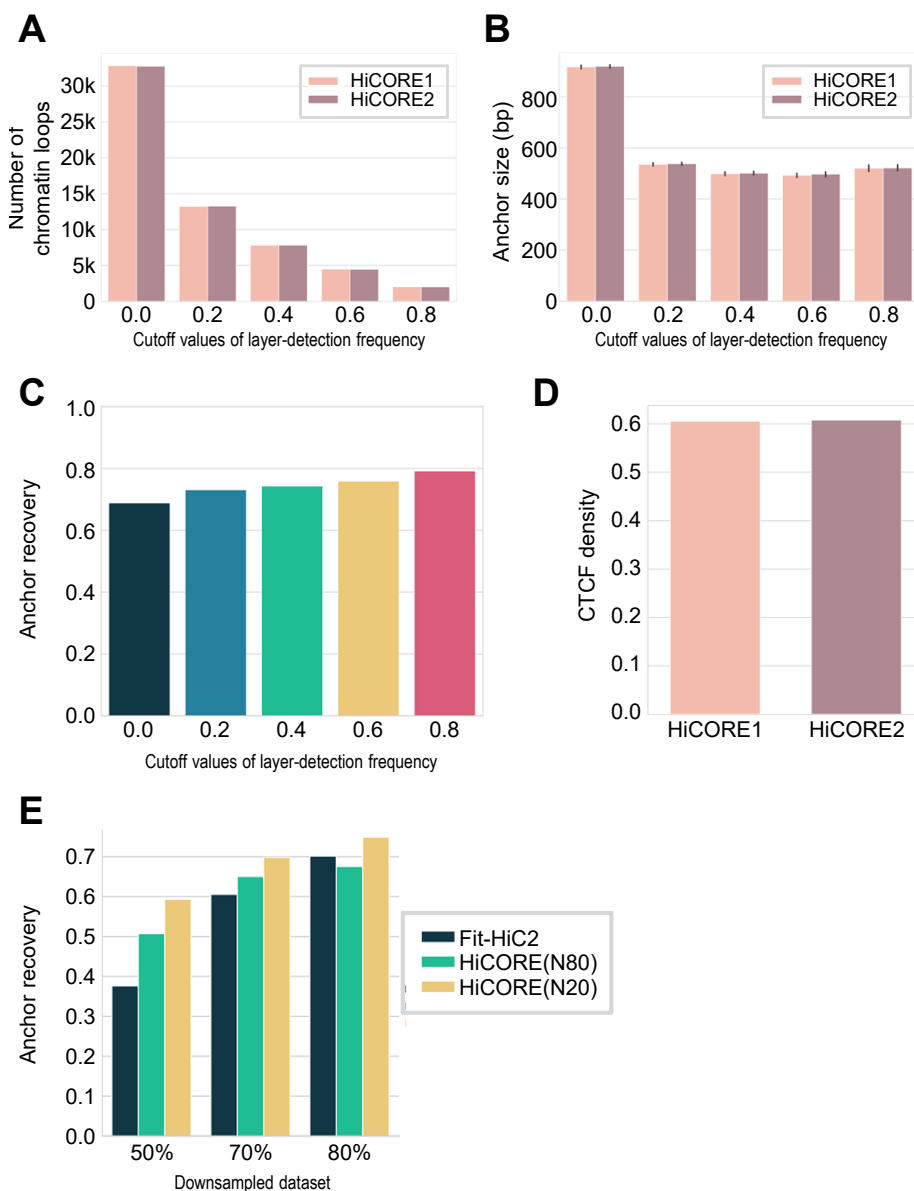 A
Number of
chromatin loops
30k
25k
20k
15k
10k
5k
0
HiCORE1
HiCORE2
0.0 0.2 0.4 0.6 0.8
Cutoff values of layer-detection frequency
B
Anchor size (bp)
800
600
400
200
0
HiCORE1
HiCORE2
0.0 0.2 0.4 0.6 0.8
Cutoff values of layer-detection frequency
C
Anchor recovery
1.0
0.8
0.6
0.4
0.2
0.0
0.0 0.2 0.4 0.6 0.8
Cutoff values of layer-detection frequency
D
CTCF density
0.6
0.5
0.4
0.3
0.2
0.1
0.0
HiCORE1 HiCORE2
E
Anchor recovery
0.7
0.6
0.5
0.4
0.3
0.2
0.1
0.0
50% 70% 80%
Downsampled dataset
Fit-HiC2
HiCORE(N80)
HiCORE(N20)